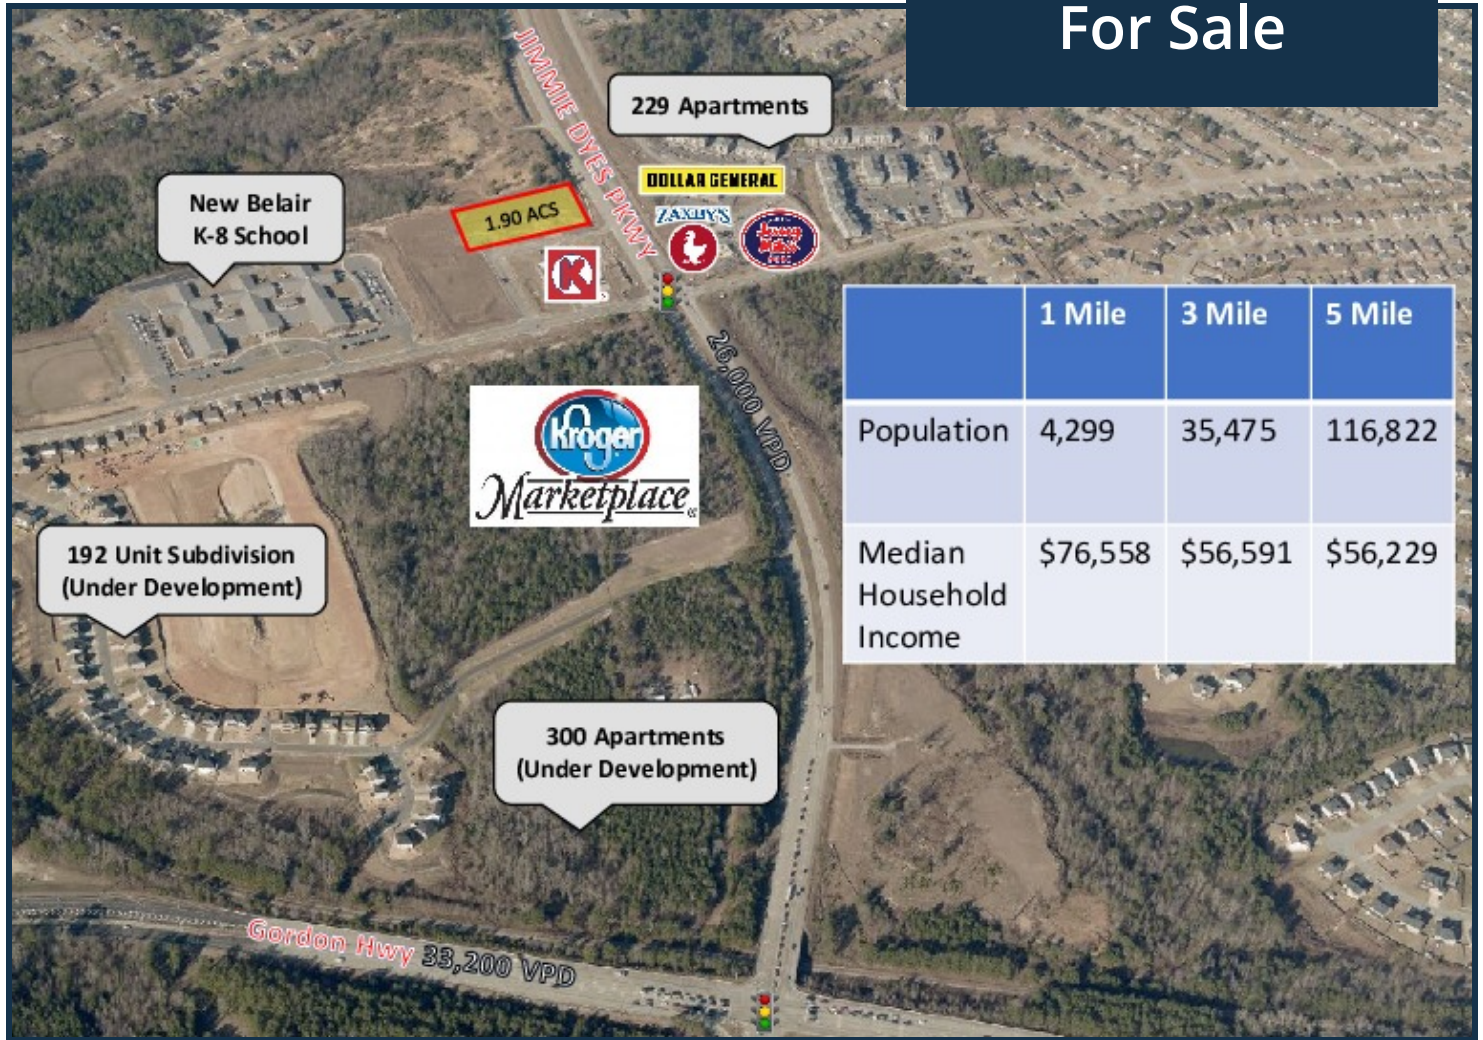 For Sale
JIMMIE DYES PKWY
229 Apartments
DOLLAR GENERAL
New Belair
K-8 School
1.90 ACS
ZAXBY'S
Jersey
Mike's
SUBS
K
26,000 VPD
1 Mile 3 Mile 5 Mile
Population 4,299 35,475 116,822
Median
Household
Income $76,558 $56,591 $56,229
Kroger
Marketplace
192 Unit Subdivision
(Under Development)
300 Apartments
(Under Development)
Gordon Hwy 33,200 VPD